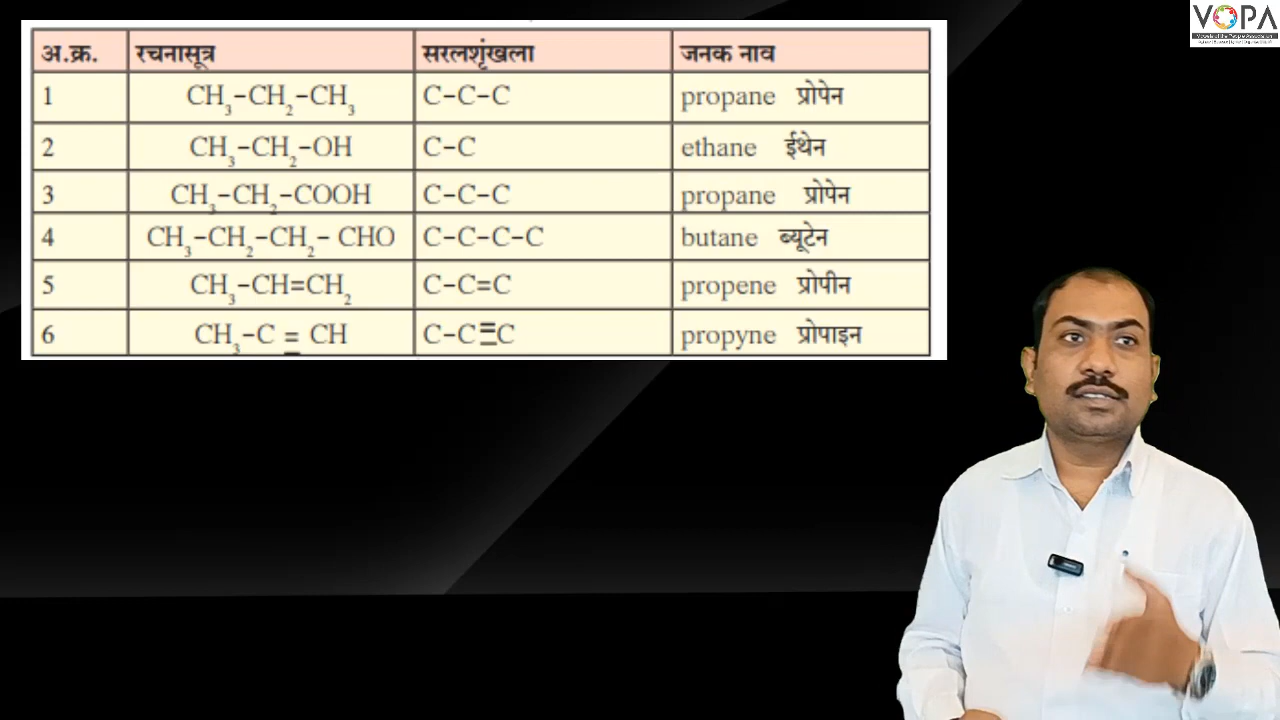 VOPA
अ.क्र. रचनासूत्र सरलशृंखला जनक नाव
1 CH₃-CH₂-CH₃ C-C-C propane प्रोपेन
2 CH₃-CH₂-OH C-C ethane ईथेन
3 CH₃-CH₂-COOH C-C-C propane प्रोपेन
4 CH₃-CH₂-CH₂- CHO C-C-C-C butane ब्यूटेन
5 CH₃-CH=CH₂ C-C=C propene प्रोपीन
6 CH₃-C ≡ CH C-C≡C propyne प्रोपाइन